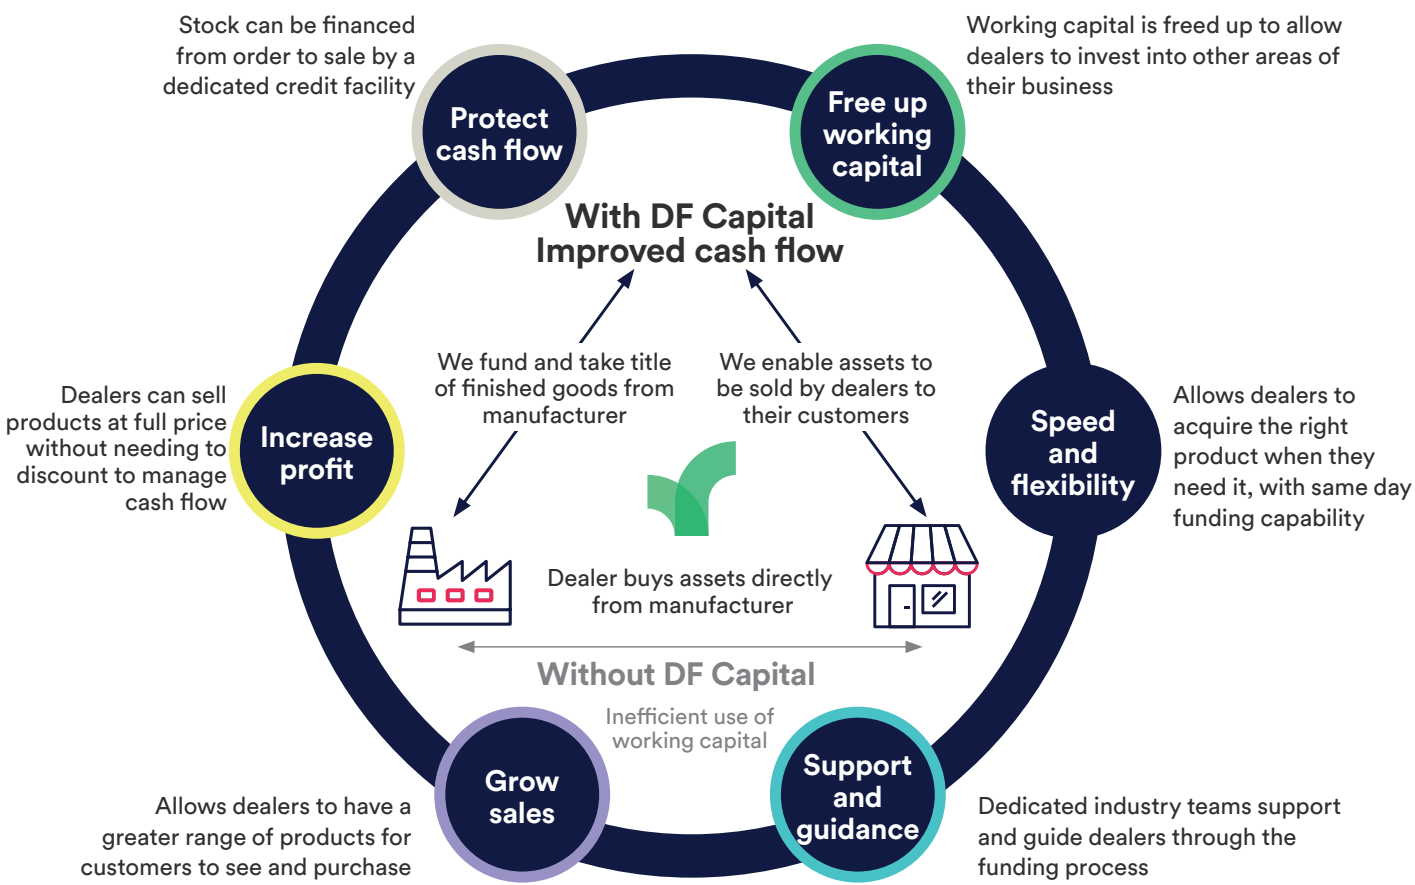 Stock can be financed
from order to sale by a
dedicated credit facility
Protect
cash flow
Free up
working
capital
Working capital is freed up to allow
dealers to invest into other areas of
their business
With DF Capital
Improved cash flow
We fund and take title
of finished goods from
manufacturer
We enable assets to
be sold by dealers to
their customers
Dealers can sell
products at full price
without needing to
discount to manage
cash flow
Increase
profit
Speed
and
flexibility
Allows dealers to
acquire the right
product when they
need it, with same day
funding capability
Dealer buys assets directly
from manufacturer
Without DF Capital
Inefficient use of
working capital
Grow
sales
Allows dealers to have a
greater range of products for
customers to see and purchase
Support
and
guidance
Dedicated industry teams support
and guide dealers through the
funding process